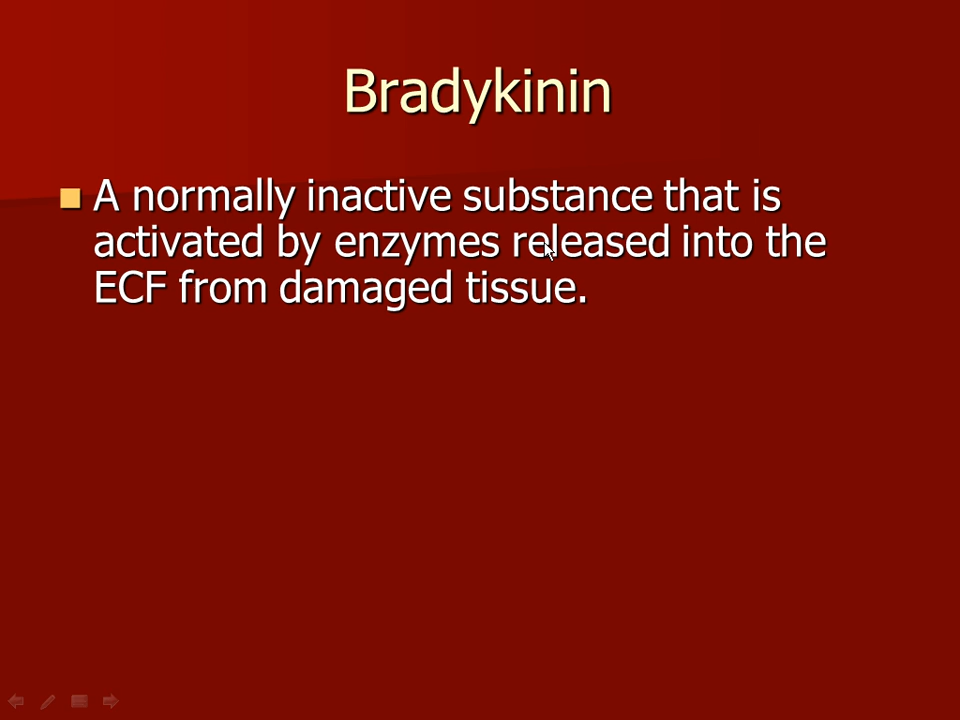 Bradykinin
A normally inactive substance that is
activated by enzymes released into the
ECF from damaged tissue.